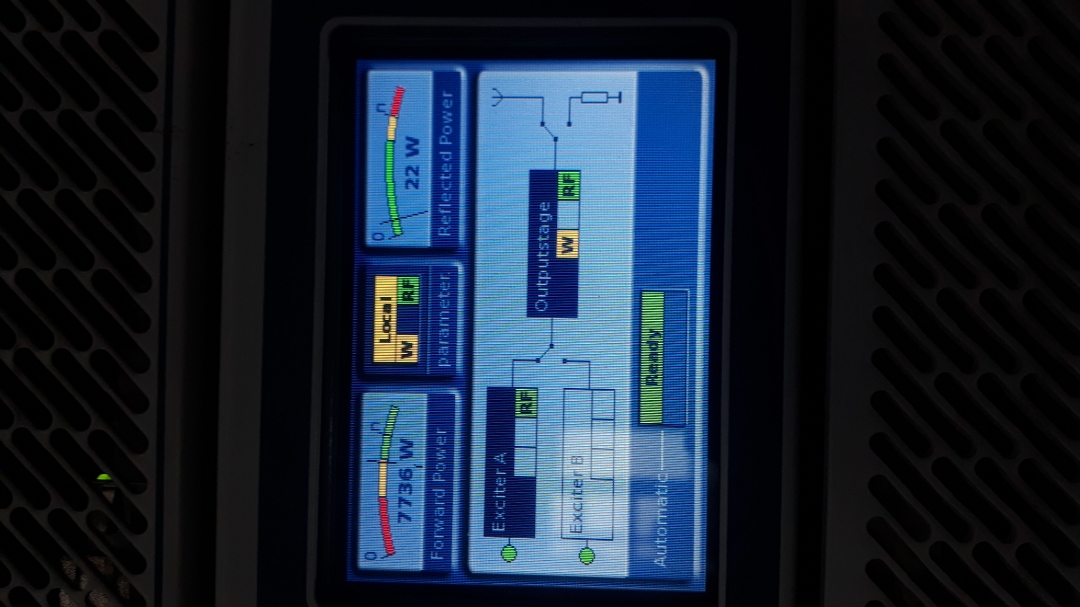 0 n
7736 W
Forward Power
Local
W RF
parameter.
0 n
22 W
Reflected Power
Exciter A
RF
Exciter B
Outputstage
W RF
Automatic
Ready